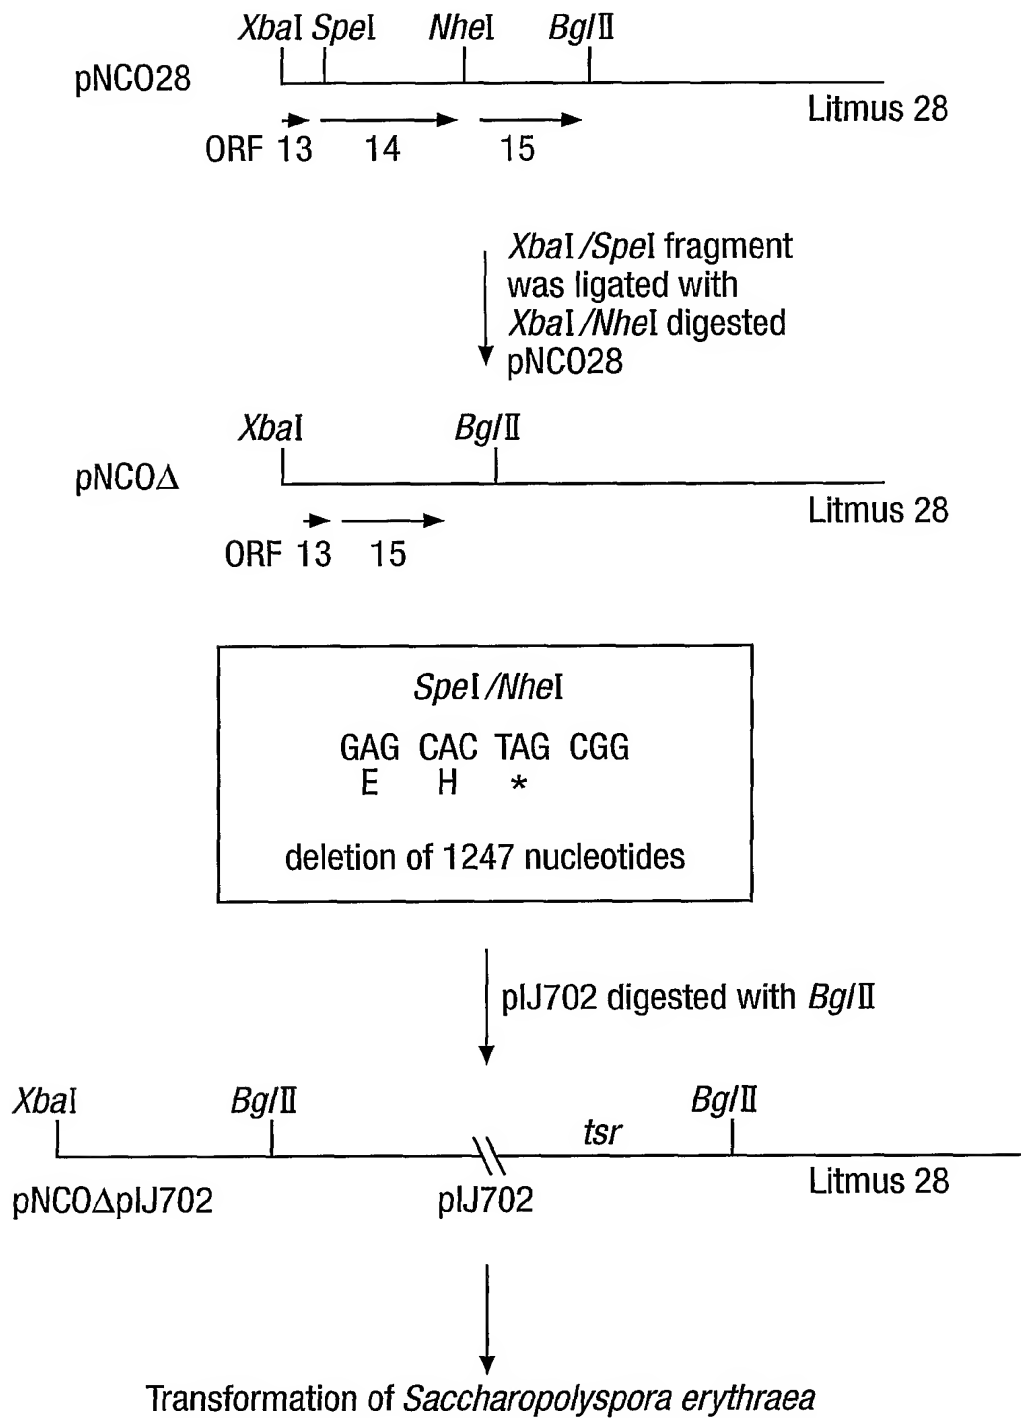 XbaI SpeI NheI BglII
pNCO28
Litmus 28
ORF 13 14 15
XbaI/SpeI fragment
was ligated with
XbaI/NheI digested
pNCO28
XbaI BglII
pNCOΔ
Litmus 28
ORF 13 15
SpeI/NheI
GAG CAC TAG CGG
E H *
deletion of 1247 nucleotides
pIJ702 digested with BglII
XbaI BglII tsr BglII
pNCOΔpIJ702 pIJ702 Litmus 28
Transformation of Saccharopolyspora erythraea